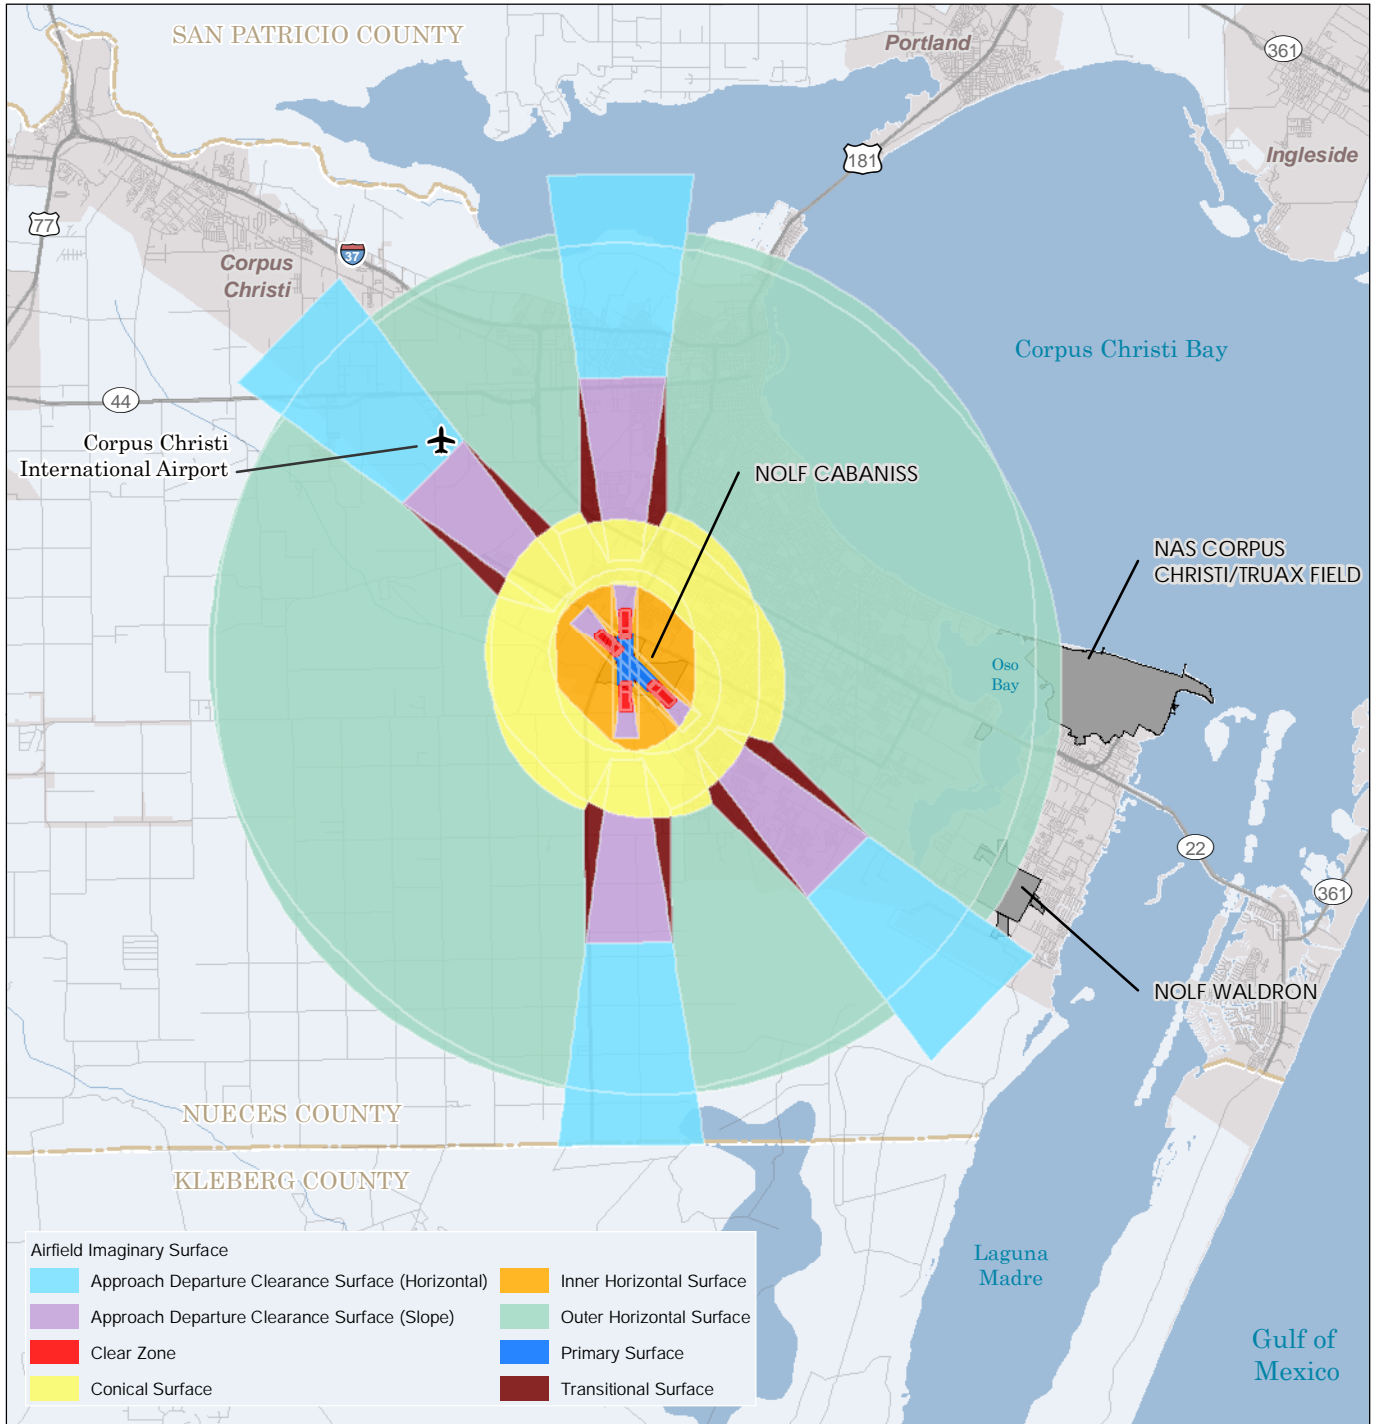 SAN PATRICIO COUNTY
Portland
361
181
Ingleside
77
37
Corpus
Christi
Corpus Christi Bay
44
Corpus Christi
International Airport
NOLF CABANISS
NAS CORPUS
CHRISTI/TRUAX FIELD
Oso
Bay
22
361
NOLF WALDRON
NUECES COUNTY
KLEBERG COUNTY
Laguna
Madre
Gulf of
Mexico
Airfield Imaginary Surface
Approach Departure Clearance Surface (Horizontal)
Approach Departure Clearance Surface (Slope)
Clear Zone
Conical Surface
Inner Horizontal Surface
Outer Horizontal Surface
Primary Surface
Transitional Surface